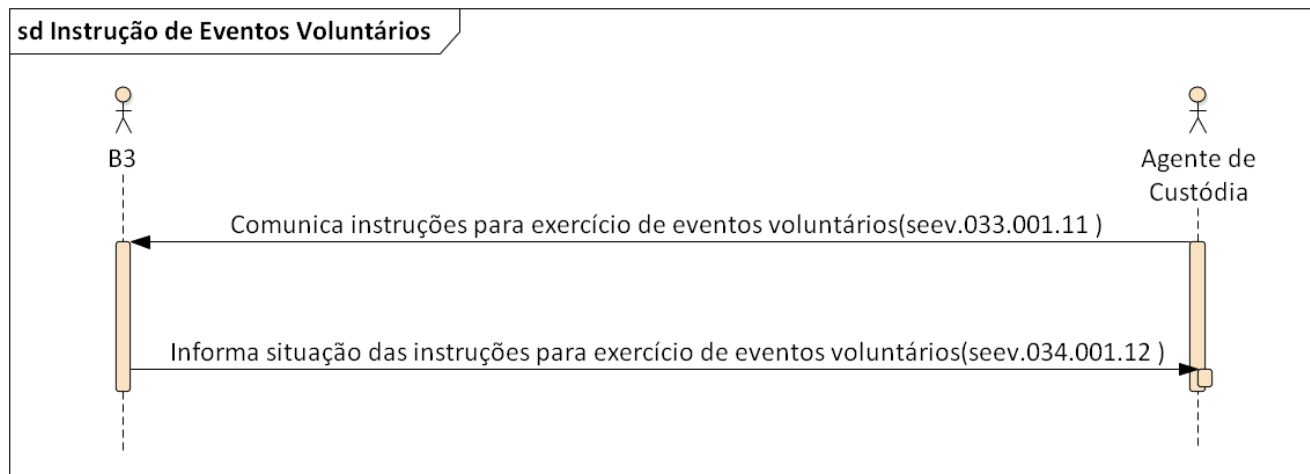 sd Instrução de Eventos Voluntários
B3
Agente de
Custódia
Comunica instruções para exercício de eventos voluntários(seev.033.001.11 )
Informa situação das instruções para exercício de eventos voluntários(seev.034.001.12 )